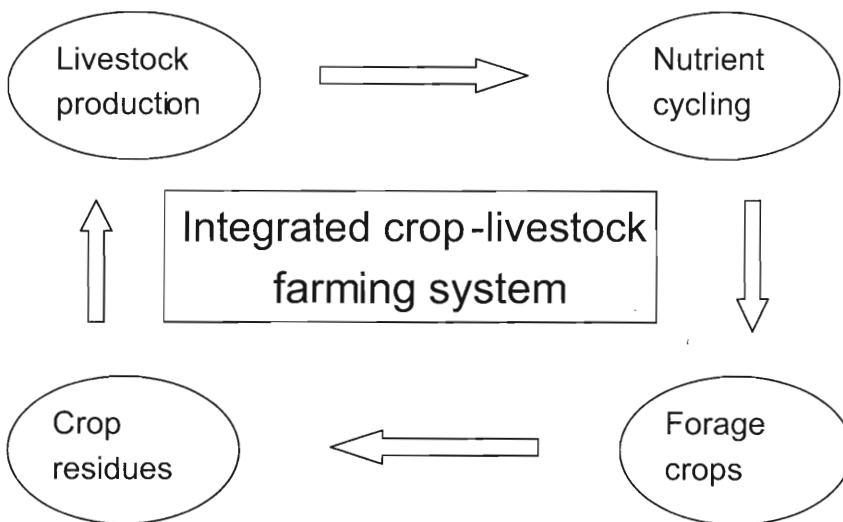 Livestock
production
Nutrient
cycling
Integrated crop-livestock
farming system
Crop
residues
Forage
crops